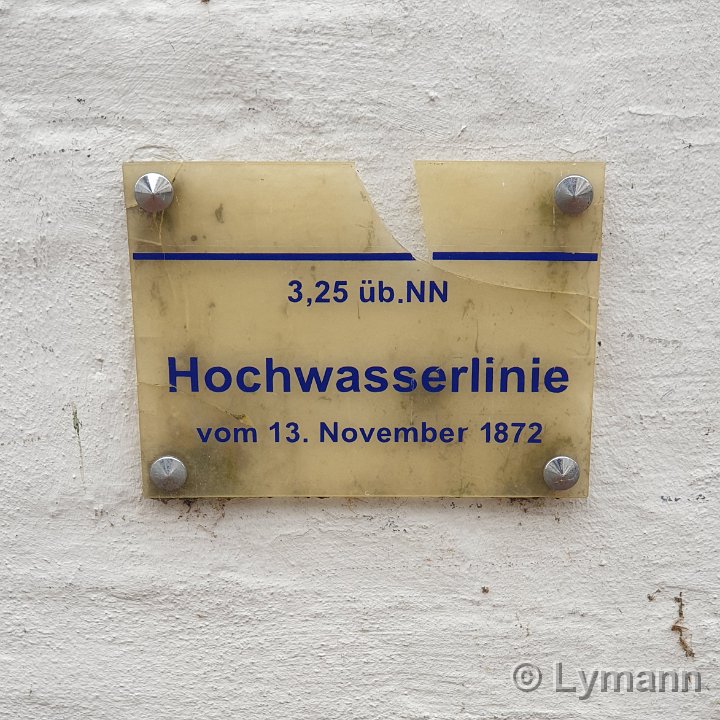 3,25 üb.NN
Hochwasserlinie
vom 13. November 1872
© Lymann